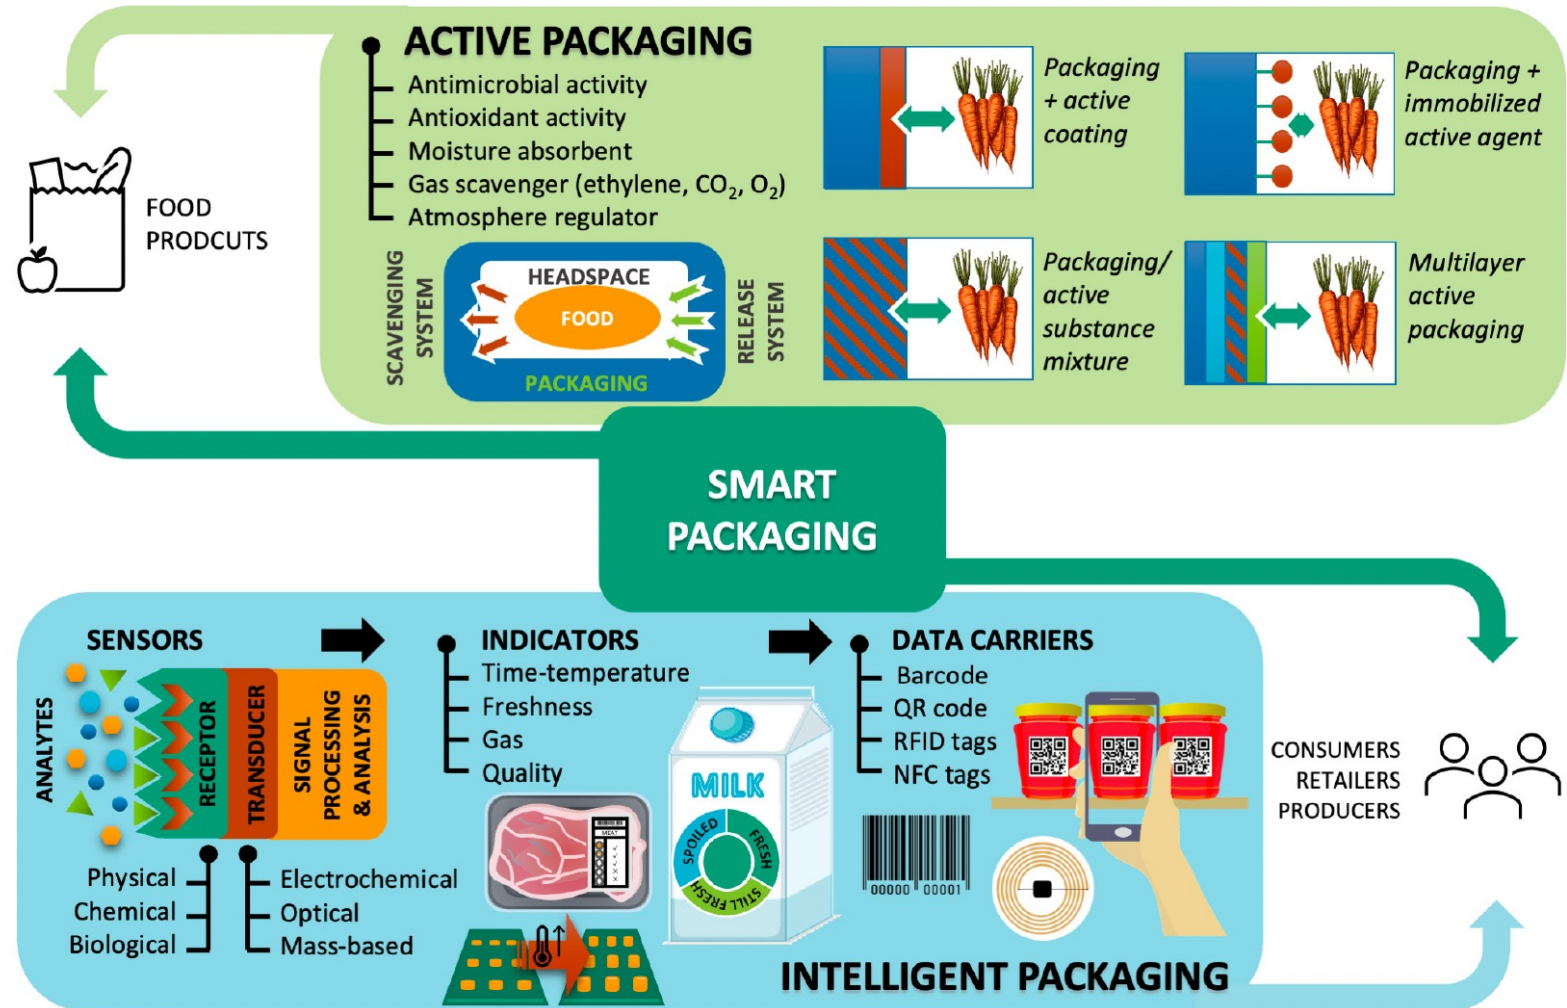 ACTIVE PACKAGING
Antimicrobial activity
Antioxidant activity
Moisture absorbent
Gas scavenger (ethylene, CO₂, O₂)
Atmosphere regulator
FOOD
PRODCUTS
SCAVENGING
SYSTEM
HEADSPACE
FOOD
PACKAGING
RELEASE
SYSTEM
Packaging
+ active
coating
Packaging +
immobilized
active agent
Packaging/
active
substance
mixture
Multilayer
active
packaging
SMART
PACKAGING
SENSORS
ANALYTES
RECEPTOR
TRANSDUCER
SIGNAL
PROCESSING
& ANALYSIS
Physical
Chemical
Biological
Electrochemical
Optical
Mass-based
INDICATORS
Time-temperature
Freshness
Gas
Quality
MEAT
MILK
SPOILED
FRESH
STILL FRESH
DATA CARRIERS
Barcode
QR code
RFID tags
NFC tags
00000 00001
INTELLIGENT PACKAGING
CONSUMERS
RETAILERS
PRODUCERS